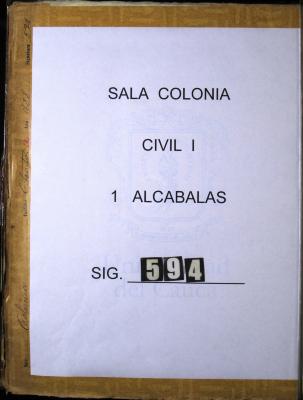 SALA COLONIA
CIVIL I
1 ALCABALAS
SIG. 594